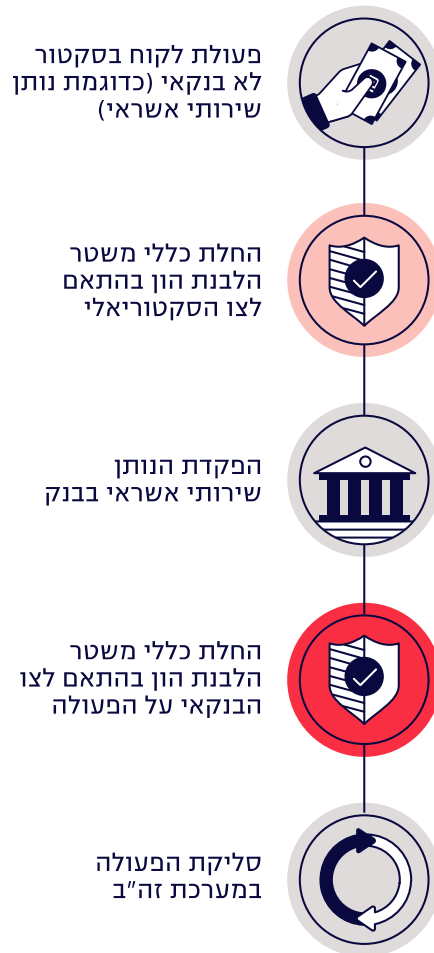 פעולת לקוח בסקטור
לא בנקאי (כדוגמת נותן
שירותי אשראי)
החלת כללי משטר
הלבנת הון בהתאם
לצו הסקטוריאלי
הפקדת הנותן
שירותי אשראי בבנק
החלת כללי משטר
הלבנת הון בהתאם לצו
הבנקאי על הפעולה
סליקת הפעולה
במערכת זה"ב